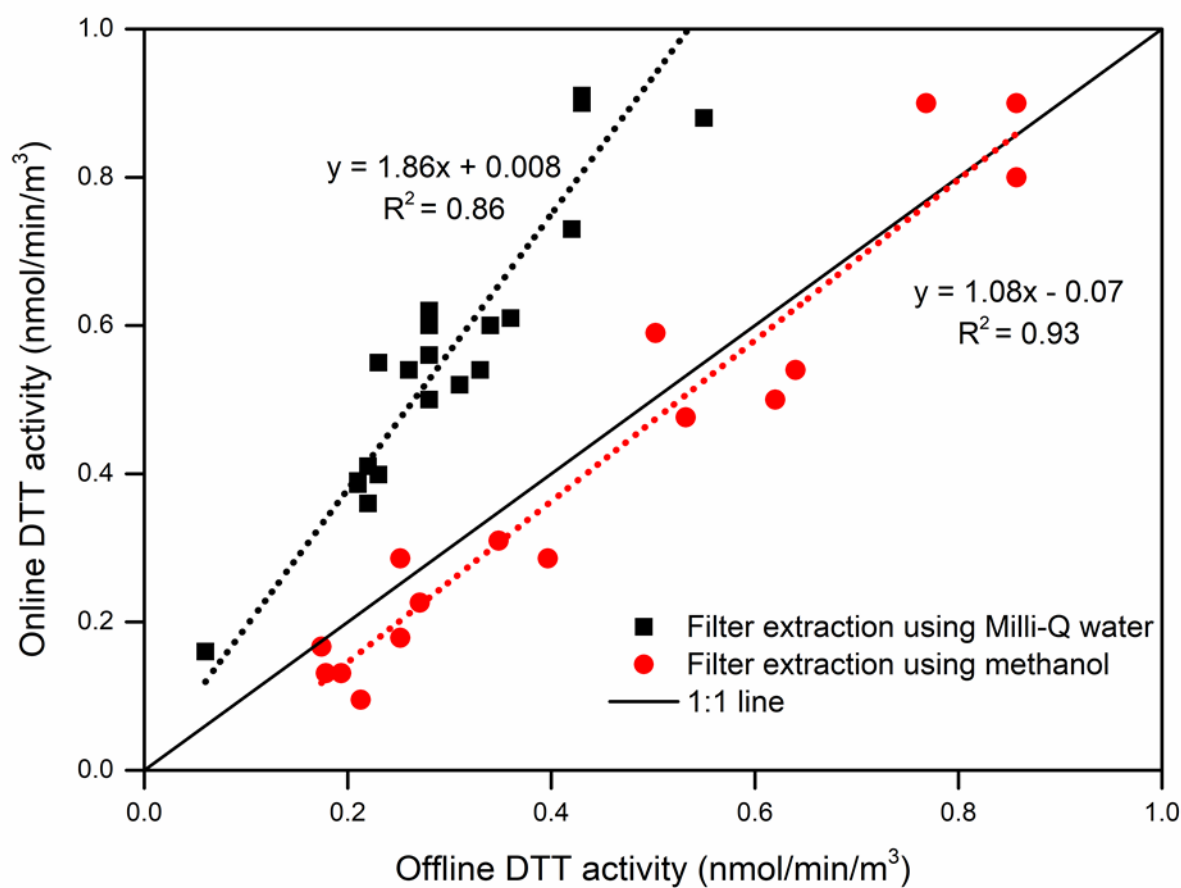 1.0
0.8
0.6
0.4
0.2
0.0
0.0
0.2
0.4
0.6
0.8
1.0
Online DTT activity (nmol/min/m³)
Offline DTT activity (nmol/min/m³)
y = 1.86x + 0.008
R² = 0.86
y = 1.08x - 0.07
R² = 0.93
Filter extraction using Milli-Q water
Filter extraction using methanol
1:1 line